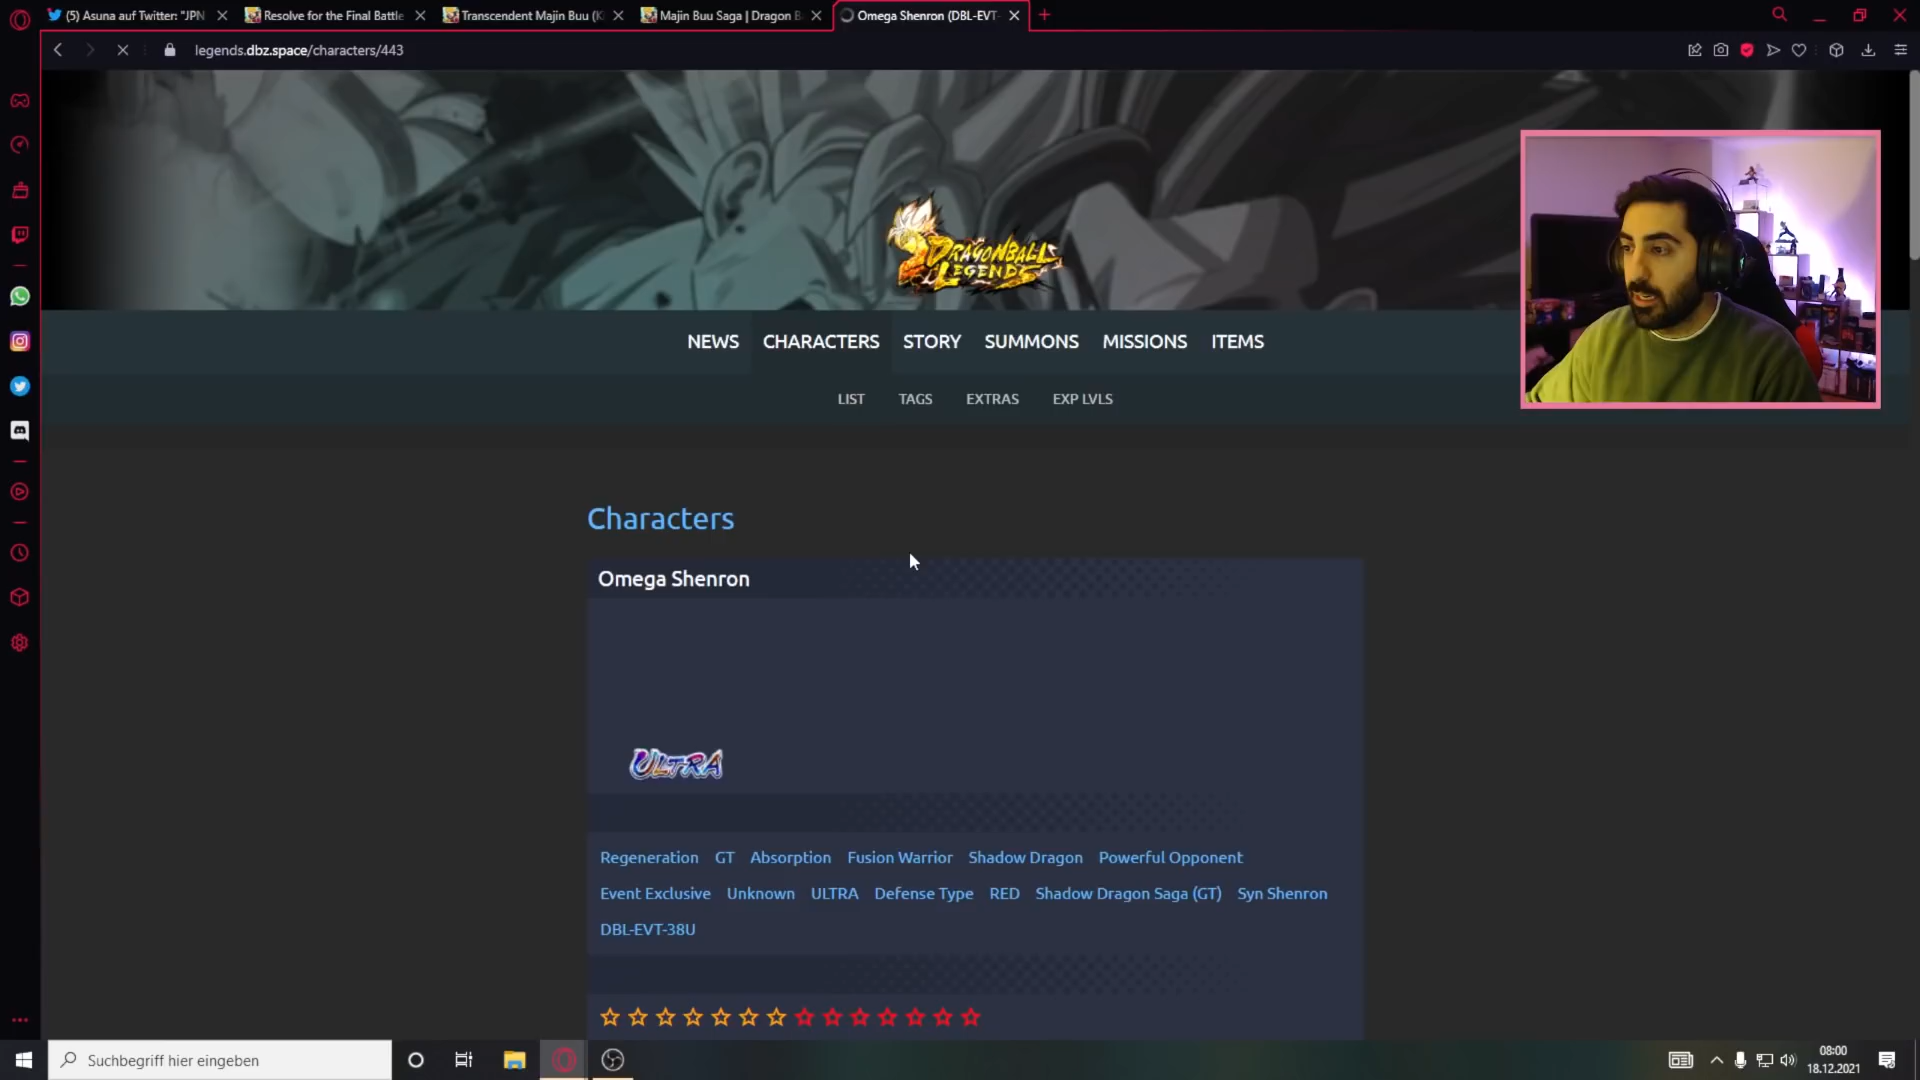 (5) Asuna auf Twitter: "JPN
Resolve for the Final Battle
Transcendent Majin Buu (K
Majin Buu Saga | Dragon B
Omega Shenron (DBL-EVT-
legends.dbz.space/characters/443
DRAGONBALL
LEGENDS
NEWS CHARACTERS STORY SUMMONS MISSIONS ITEMS
LIST TAGS EXTRAS EXP LVLS
Characters
Omega Shenron
ULTRA
Regeneration GT Absorption Fusion Warrior Shadow Dragon Powerful Opponent
Event Exclusive Unknown ULTRA Defense Type RED Shadow Dragon Saga (GT) Syn Shenron
DBL-EVT-38U
Suchbegriff hier eingeben
08:00
18.12.2021